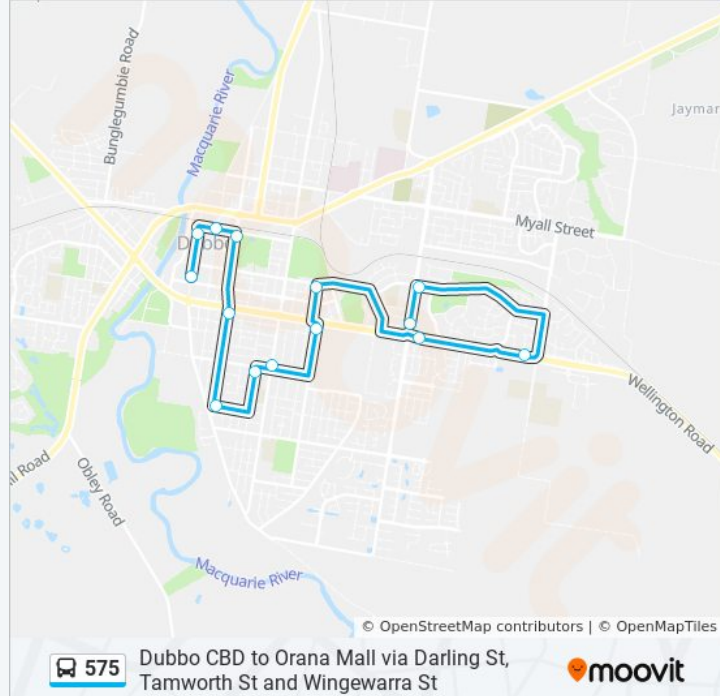 Bunglegumbie Road
Macquarie River
Jaymar
Myall Street
Dubbo
Wellington Road
il Road
Obley Road
Macquarie River
© OpenStreetMap contributors | © OpenMapTiles
575
Dubbo CBD to Orana Mall via Darling St,
Tamworth St and Wingewarra St
moovit